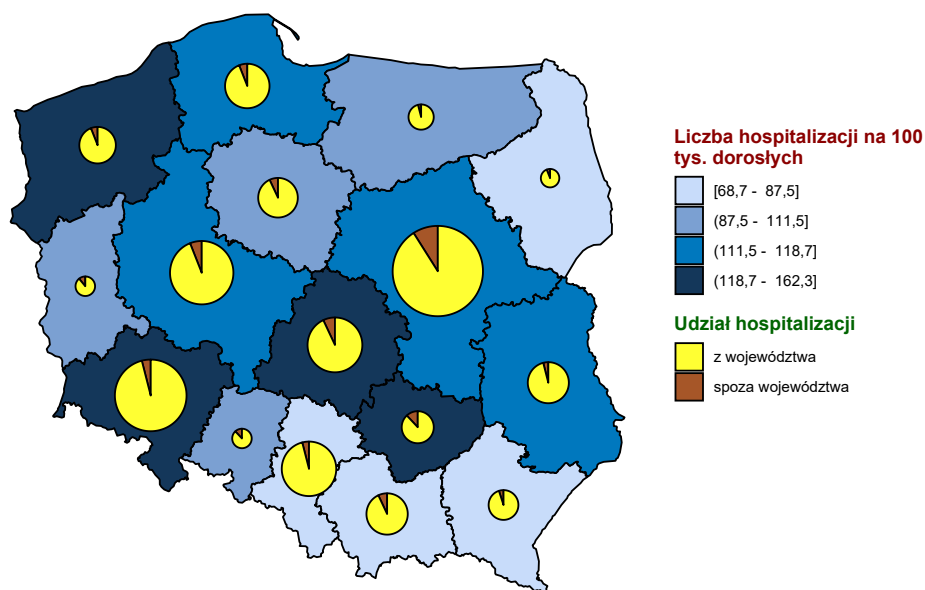 Liczba hospitalizacji na 100
tys. dorosłych
[68,7 - 87,5]
(87,5 - 111,5]
(111,5 - 118,7]
(118,7 - 162,3]
Udział hospitalizacji
z województwa
spoza województwa